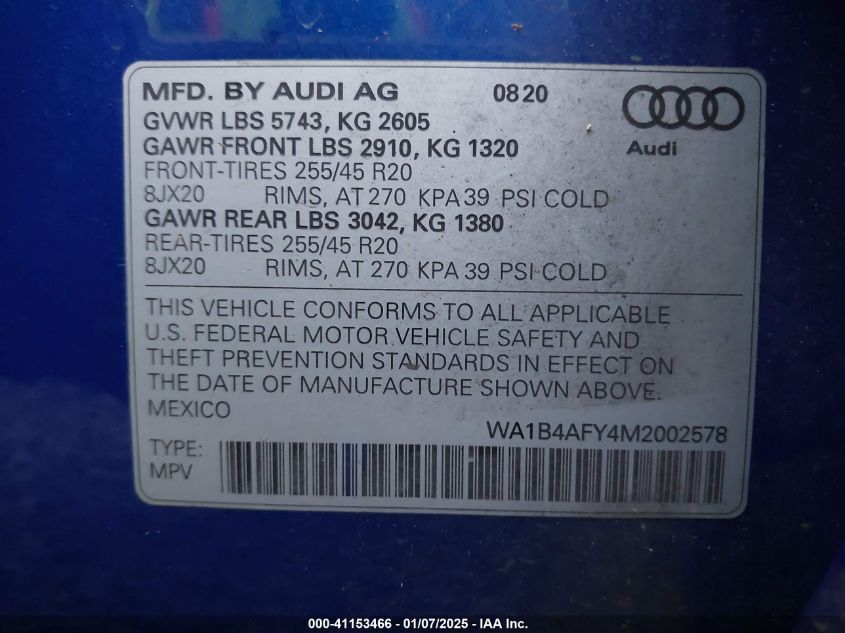 MFD. BY AUDI AG 0820
GVWR LBS 5743, KG 2605
GAWR FRONT LBS 2910, KG 1320
Audi
FRONT-TIRES 255/45 R20
8JX20 RIMS, AT 270 KPA 39 PSI COLD
GAWR REAR LBS 3042, KG 1380
REAR-TIRES 255/45 R20
8JX20 RIMS, AT 270 KPA 39 PSI COLD
THIS VEHICLE CONFORMS TO ALL APPLICABLE
U.S. FEDERAL MOTOR VEHICLE SAFETY AND
THEFT PREVENTION STANDARDS IN EFFECT ON
THE DATE OF MANUFACTURE SHOWN ABOVE.
MEXICO
WA1B4AFY4M2002578
TYPE:
MPV
000-41153466 - 01/07/2025 - IAA Inc.